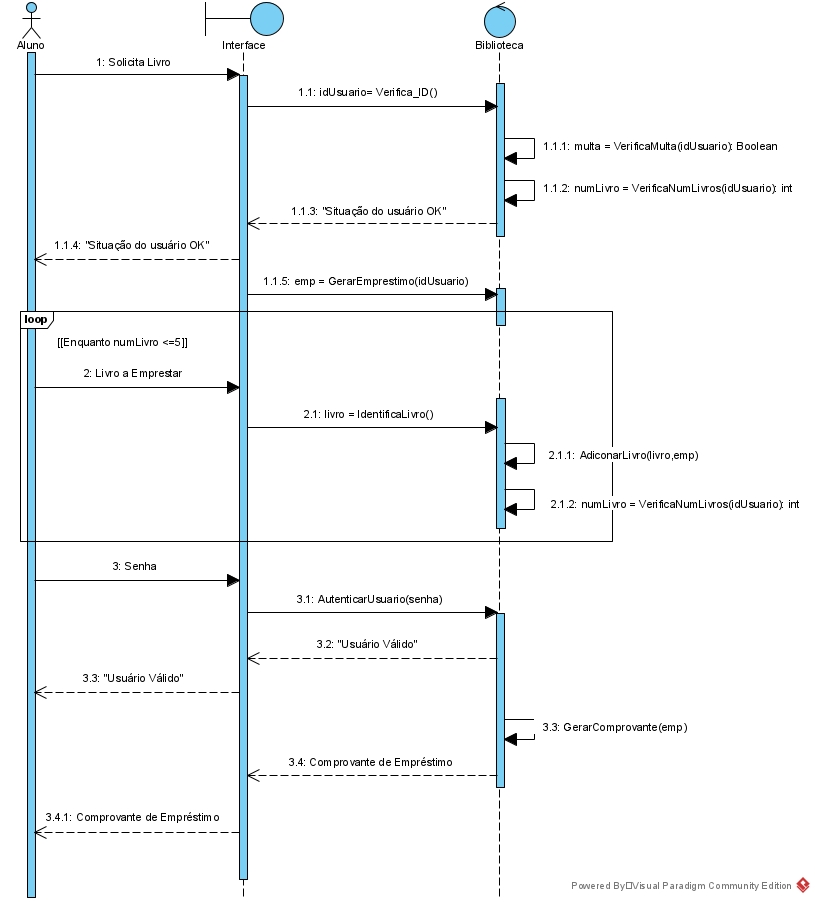 Aluno
Interface
Biblioteca
1: Solicita Livro
1.1: idUsuario= Verifica_ID()
1.1.1: multa = VerificaMulta(idUsuario): Boolean
1.1.2: numLivro = VerificaNumLivros(idUsuario): int
1.1.3: "Situação do usuário OK"
1.1.4: "Situação do usuário OK"
1.1.5: emp = GerarEmprestimo(idUsuario)
loop
[[Enquanto numLivro <=5]]
2: Livro a Emprestar
2.1: livro = IdentificaLivro()
2.1.1: AdiconarLivro(livro,emp)
2.1.2: numLivro = VerificaNumLivros(idUsuario): int
3: Senha
3.1: AutenticarUsuario(senha)
3.2: "Usuário Válido"
3.3: "Usuário Válido"
3.3: GerarComprovante(emp)
3.4: Comprovante de Empréstimo
3.4.1: Comprovante de Empréstimo
Powered By□Visual Paradigm Community Edition